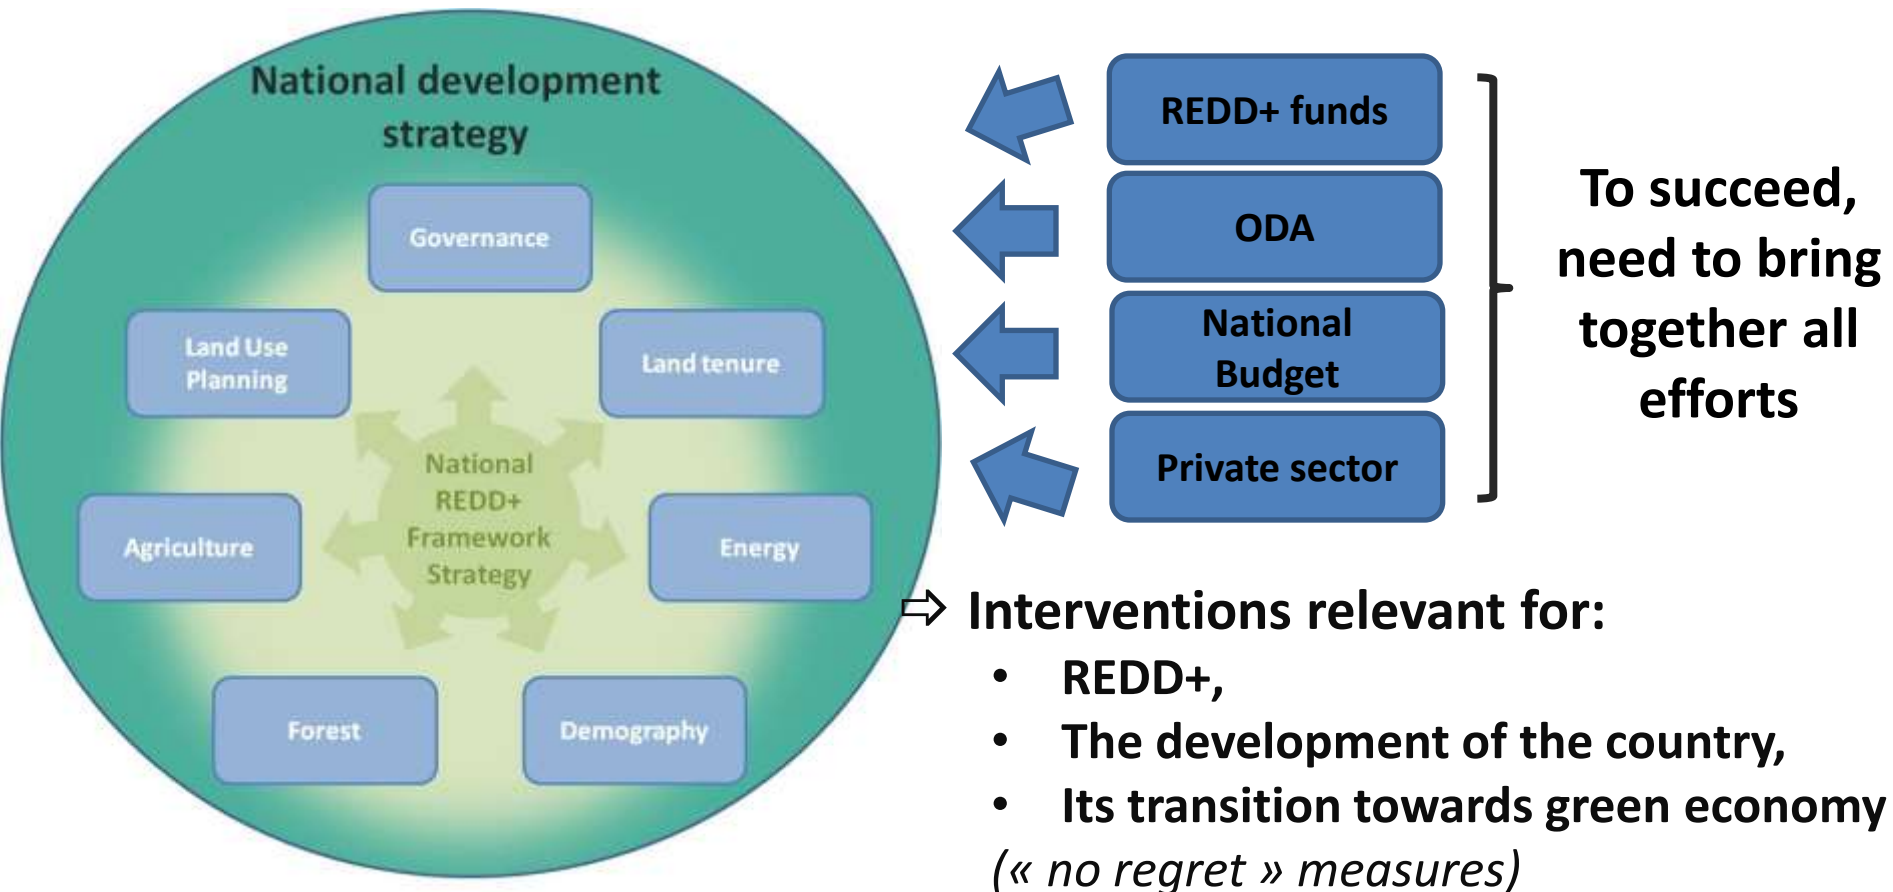 National development
strategy
Governance
Land Use
Planning
Land tenure
National
REDD+
Framework
Strategy
Agriculture
Energy
Forest
Demography
REDD+ funds
ODA
National
Budget
Private sector
To succeed,
need to bring
together all
efforts
⇨ Interventions relevant for:
• REDD+,
• The development of the country,
• Its transition towards green economy
(« no regret » measures)